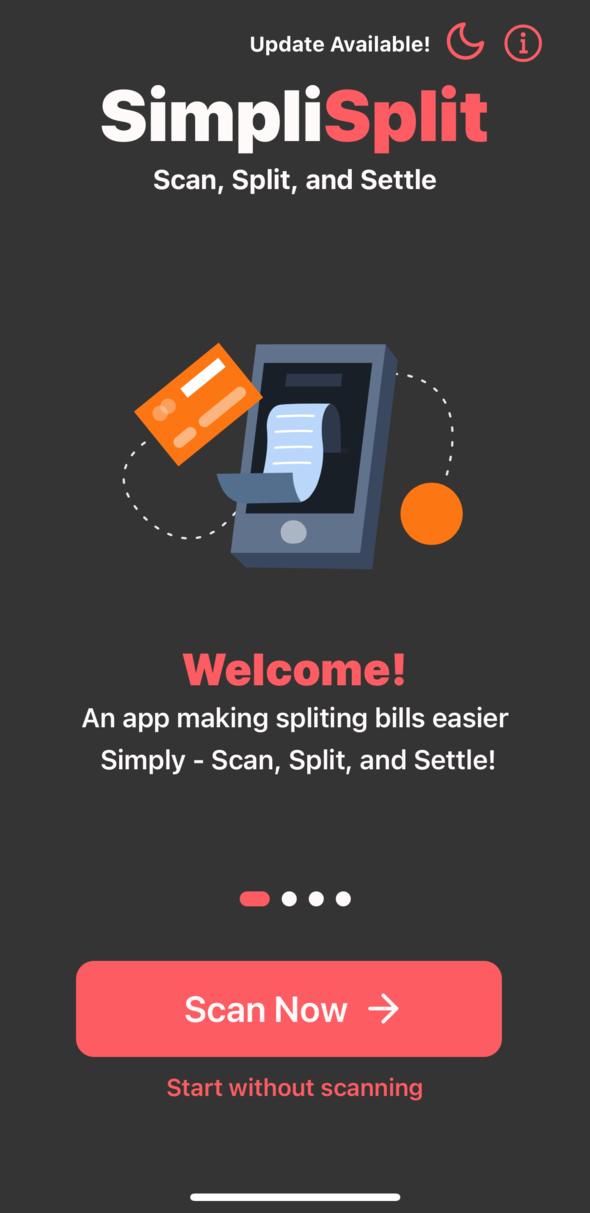 Update Available!
SimpliSplit
Scan, Split, and Settle
Welcome!
An app making spliting bills easier
Simply - Scan, Split, and Settle!
Scan Now
Start without scanning